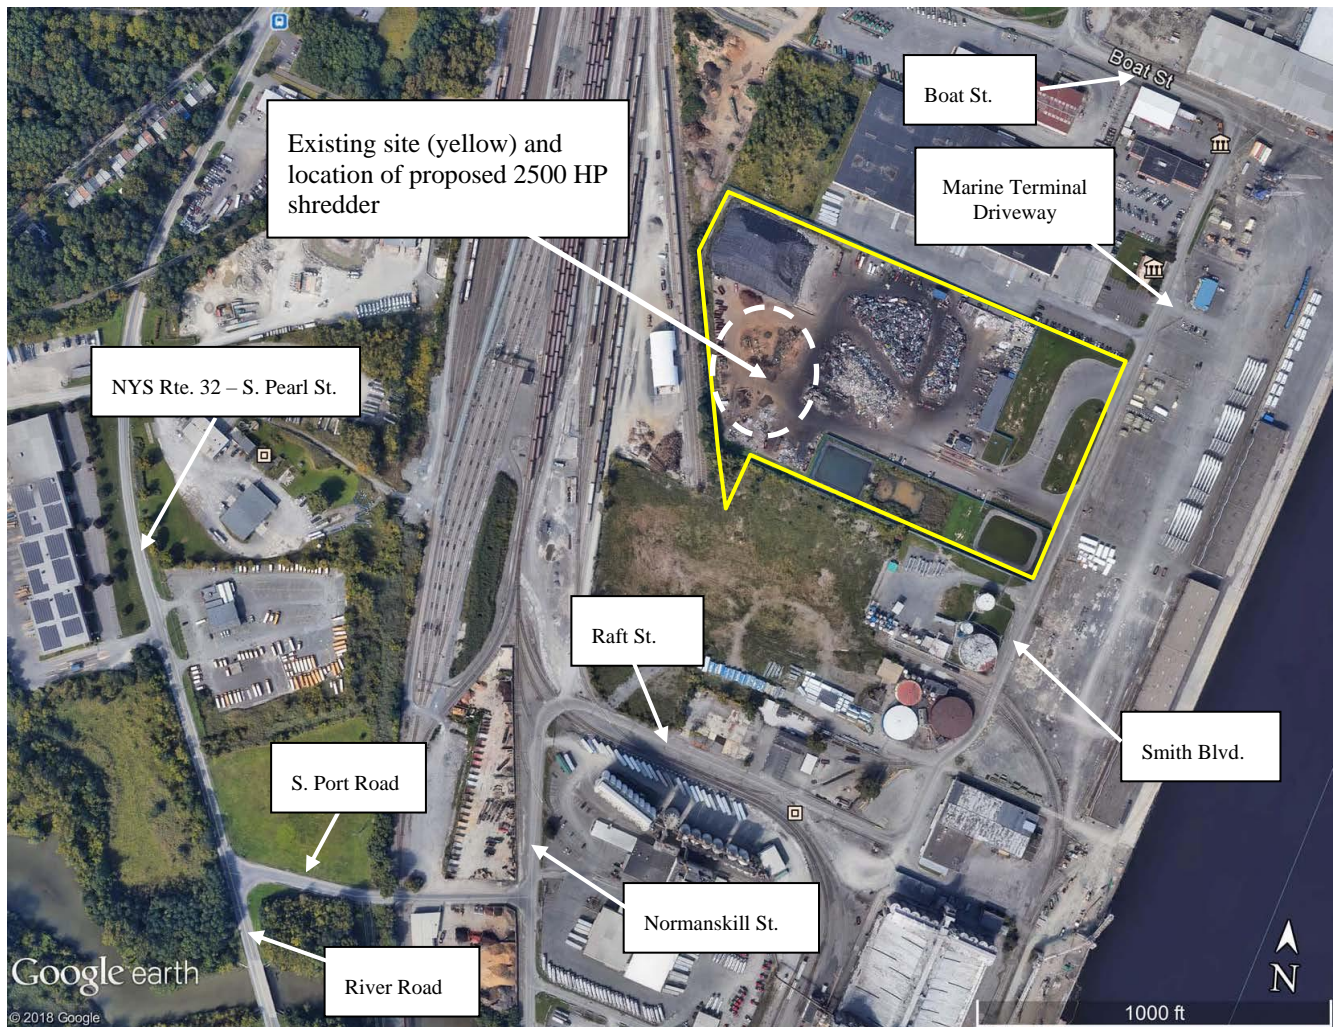 Boat St
Boat St.
Existing site (yellow) and
location of proposed 2500 HP
shredder
Marine Terminal
Driveway
NYS Rte. 32 – S. Pearl St.
Raft St.
Smith Blvd.
S. Port Road
Normanskill St.
River Road
N
Google earth
1000 ft
© 2018 Google